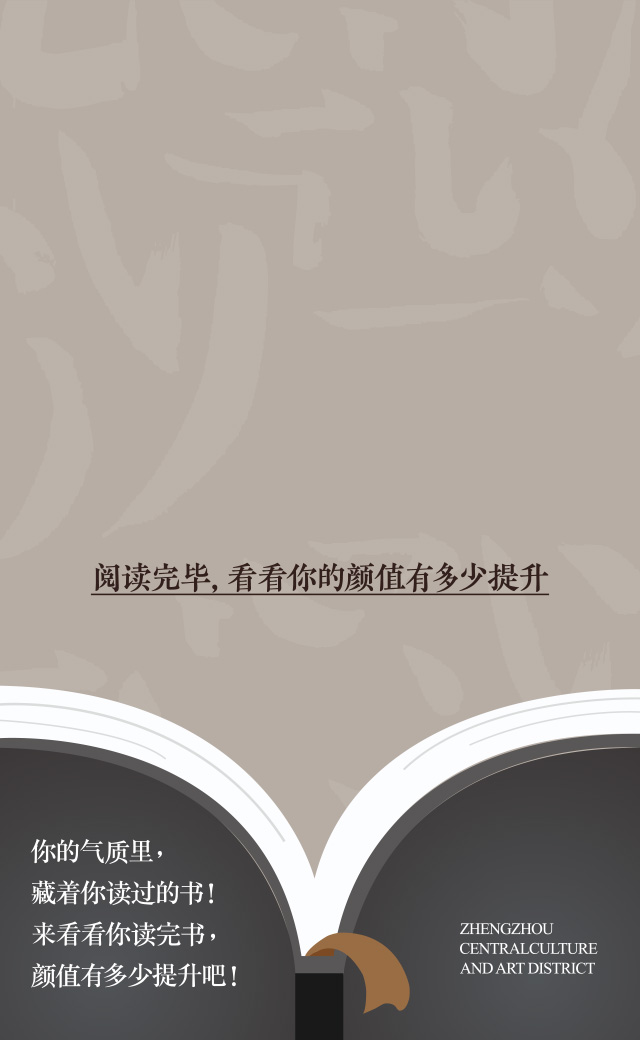 阅读完毕，看看你的颜值有多少提升
你的气质里，
藏着你读过的书！
来看看你读完书，
颜值有多少提升吧！
ZHENGZHOU
CENTRALCULTURE
AND ART DISTRICT